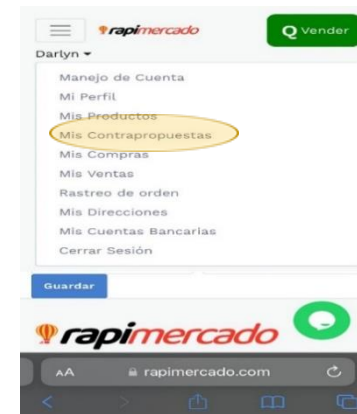 rapimercado
Vender
Darlyn
Manejo de Cuenta
Mi Perfil
Mis Productos
Mis Contrapropuestas
Mis Compras
Mis Ventas
Rastreo de orden
Mis Direcciones
Mis Cuentas Bancarias
Cerrar Sesión
Guardar
rapimercado
AA rapimercado.com